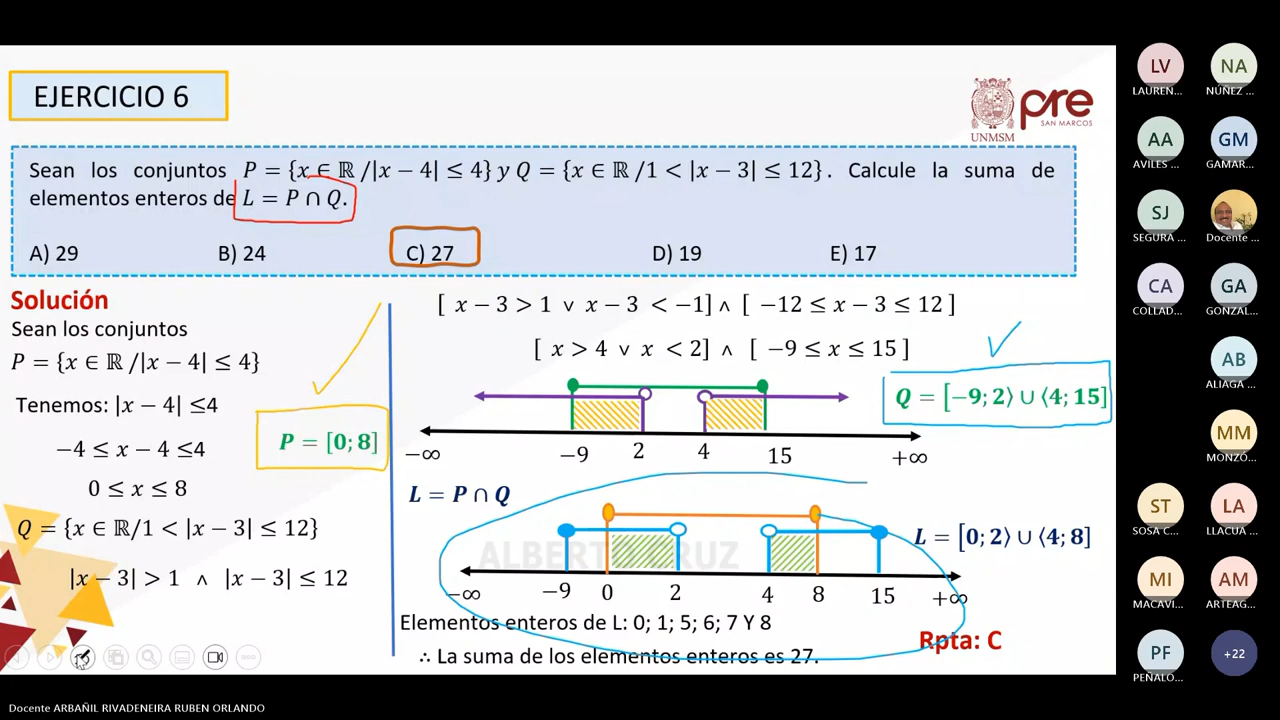 EJERCICIO 6
UNMSM
pre
SAN MARCOS
Sean los conjuntos P = {x ∈ ℝ /|x − 4| ≤ 4} y Q = {x ∈ ℝ /1 < |x − 3| ≤ 12}. Calcule la suma de
elementos enteros de L = P ∩ Q.
A) 29 B) 24 C) 27 D) 19 E) 17
Solución
Sean los conjuntos
P = {x ∈ ℝ /|x − 4| ≤ 4}
Tenemos: |x − 4| ≤4
−4 ≤ x − 4 ≤4
0 ≤ x ≤ 8
P = [0; 8]
Q = {x ∈ ℝ/1 < |x − 3| ≤ 12}
|x − 3| > 1 ∧ |x − 3| ≤ 12
[ x − 3 > 1 ∨ x − 3 < −1] ∧ [ −12 ≤ x − 3 ≤ 12 ]
[ x > 4 ∨ x < 2] ∧ [ −9 ≤ x ≤ 15 ]
Q = [−9; 2⟩ ∪ ⟨4; 15]
−∞ −9 2 4 15 +∞
L = P ∩ Q
L = [0; 2⟩ ∪ ⟨4; 8]
−∞ −9 0 2 4 8 15 +∞
Elementos enteros de L: 0; 1; 5; 6; 7 Y 8
∴ La suma de los elementos enteros es 27.
Rpta: C
LV
LAUREN...
NA
NÚÑEZ ...
AA
AVILES ...
GM
GAMAR...
SJ
SEGURA ...
Docente ...
CA
COLLAD...
GA
GONZAL...
AB
ALIAGA ...
MM
MONZÓ...
ST
SOSA C...
LA
LLACUA ...
MI
MACAVI...
AM
ARTEAG...
PF
PEÑALO...
+22
Docente ARBAÑIL RIVADENEIRA RUBEN ORLANDO